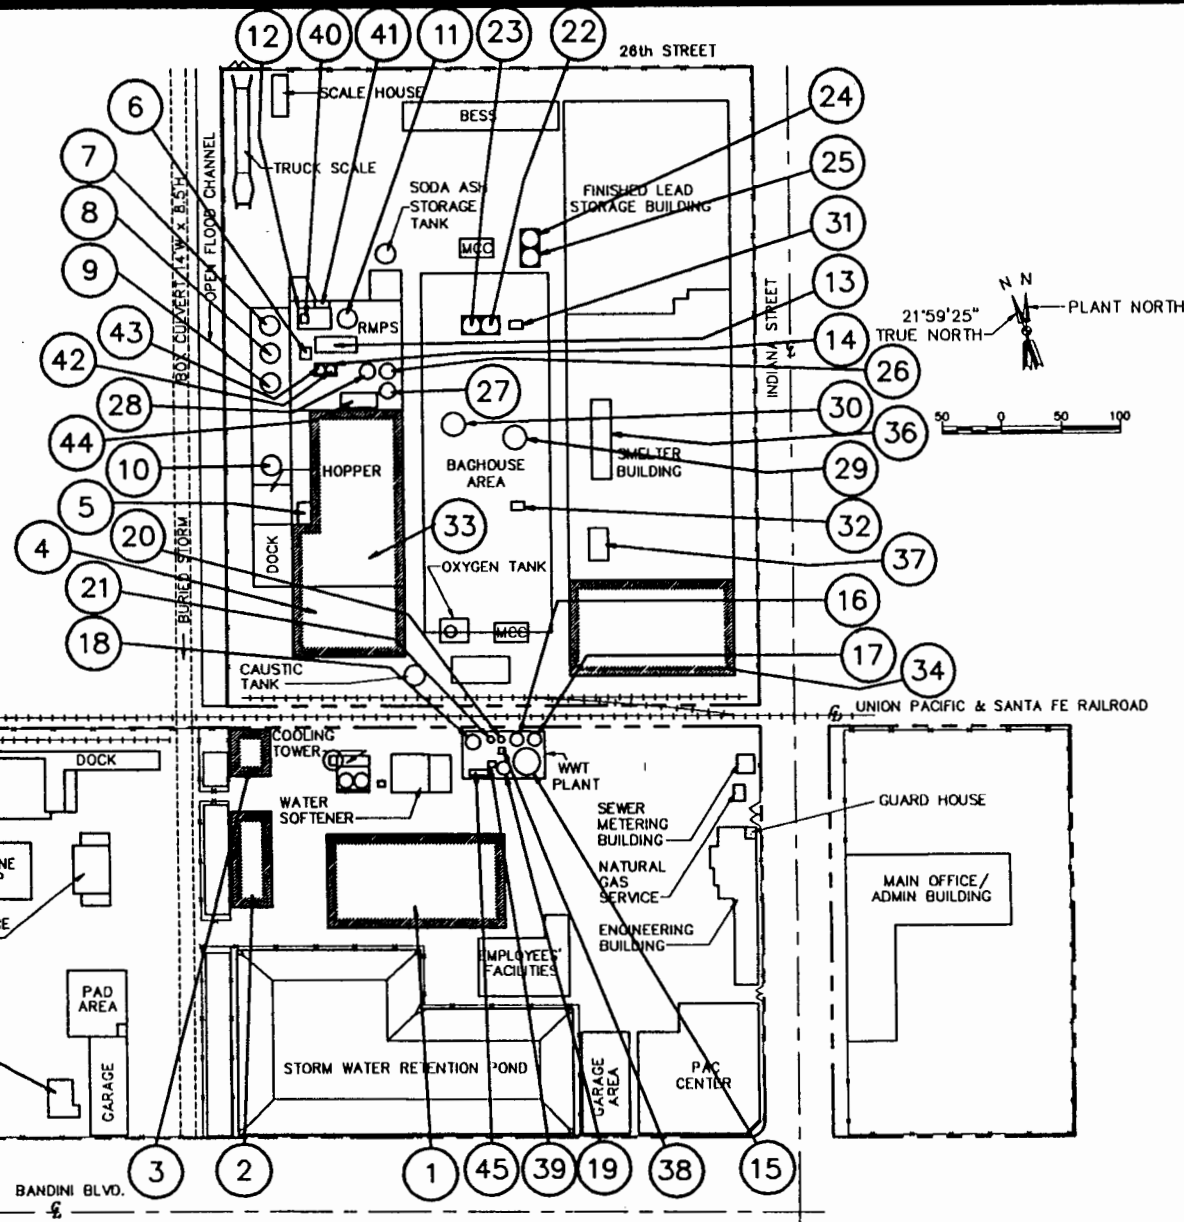 12
40
41
11
23
22
26th STREET
24
6
SCALE HOUSE
BESS
7
TRUCK SCALE
25
8
SODA ASH
STORAGE
TANK
FINISHED LEAD
STORAGE BUILDING
31
BOX CULVERT 14'W x 8.5'H
OPEN FLOOD CHANNEL
9
MCC
13
N N
PLANT NORTH
21°59'25"
TRUE NORTH
INDIANA STREET
43
RMPS
14
42
26
28
27
30
50 0 50 100
44
36
10
HOPPER
BAGHOUSE
AREA
SMELTER
BUILDING
29
5
20
33
32
4
DOCK
OXYGEN TANK
37
21
BURIED STORM
16
18
MCC
17
CAUSTIC
TANK
34
UNION PACIFIC & SANTA FE RAILROAD
DOCK
COOLING
TOWER
WWT
PLANT
WATER
SOFTENER
SEWER
METERING
BUILDING
GUARD HOUSE
NE
P
NATURAL
GAS
SERVICE
MAIN OFFICE/
ADMIN BUILDING
CE
ENGINEERING
BUILDING
EMPLOYEES'
FACILITIES
PAD
AREA
STORM WATER RETENTION POND
GARAGE
GARAGE
AREA
PAC
CENTER
3
2
1
45
39
19
38
15
BANDINI BLVD.